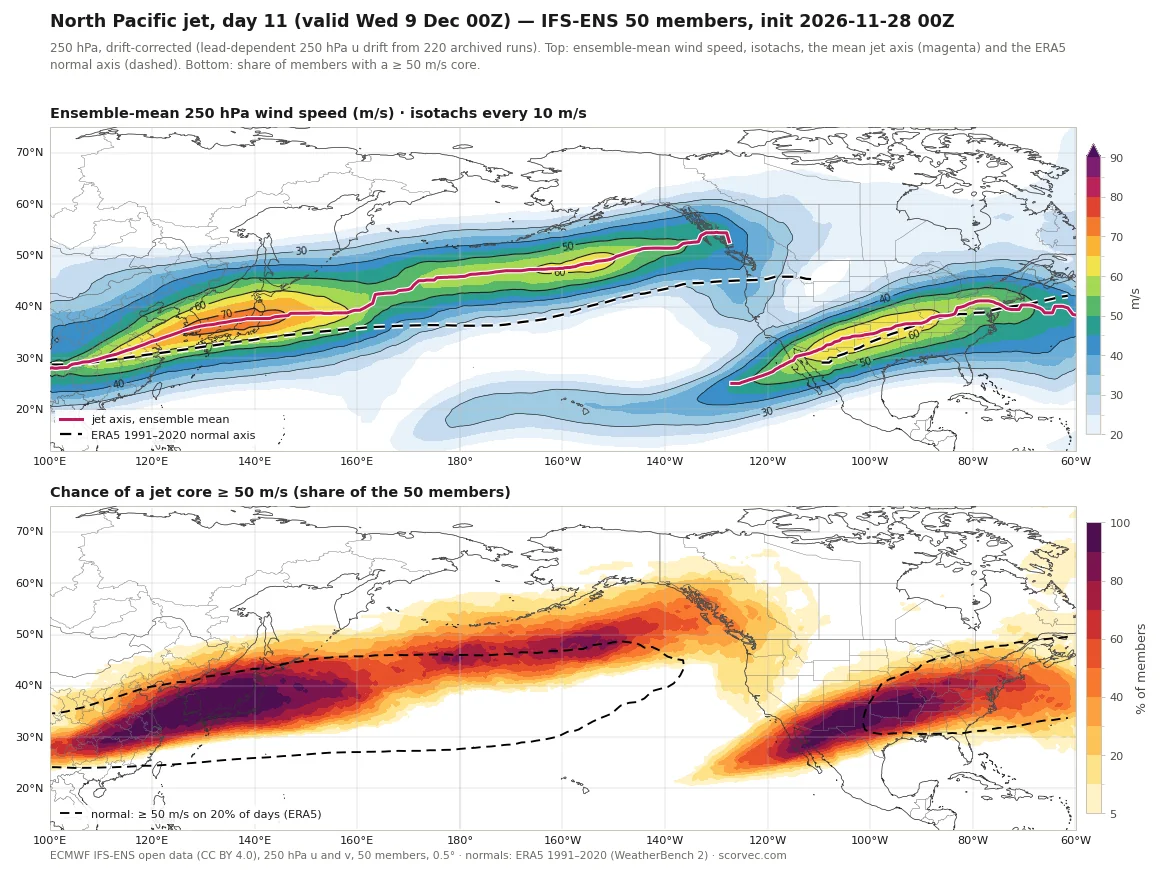 North Pacific jet, day 11 (valid Wed 9 Dec 00Z) — IFS-ENS 50 members, init 2026-11-28 00Z
250 hPa, drift-corrected (lead-dependent 250 hPa u drift from 220 archived runs). Top: ensemble-mean wind speed, isotachs, the mean jet axis (magenta) and the ERA5
normal axis (dashed). Bottom: share of members with a ≥ 50 m/s core.
Ensemble-mean 250 hPa wind speed (m/s) · isotachs every 10 m/s
70°N
60°N
50°N
40°N
30°N
20°N
30
60
70
40
50
60
40
60
50
30
jet axis, ensemble mean
ERA5 1991–2020 normal axis
100°E 120°E 140°E 160°E 180° 160°W 140°W 120°W 100°W 80°W 60°W
90
80
70
60
50
40
30
20
m/s
Chance of a jet core ≥ 50 m/s (share of the 50 members)
70°N
60°N
50°N
40°N
30°N
20°N
normal: ≥ 50 m/s on 20% of days (ERA5)
100°E 120°E 140°E 160°E 180° 160°W 140°W 120°W 100°W 80°W 60°W
100
80
60
40
20
5
% of members
ECMWF IFS-ENS open data (CC BY 4.0), 250 hPa u and v, 50 members, 0.5° · normals: ERA5 1991–2020 (WeatherBench 2) · scorvec.com